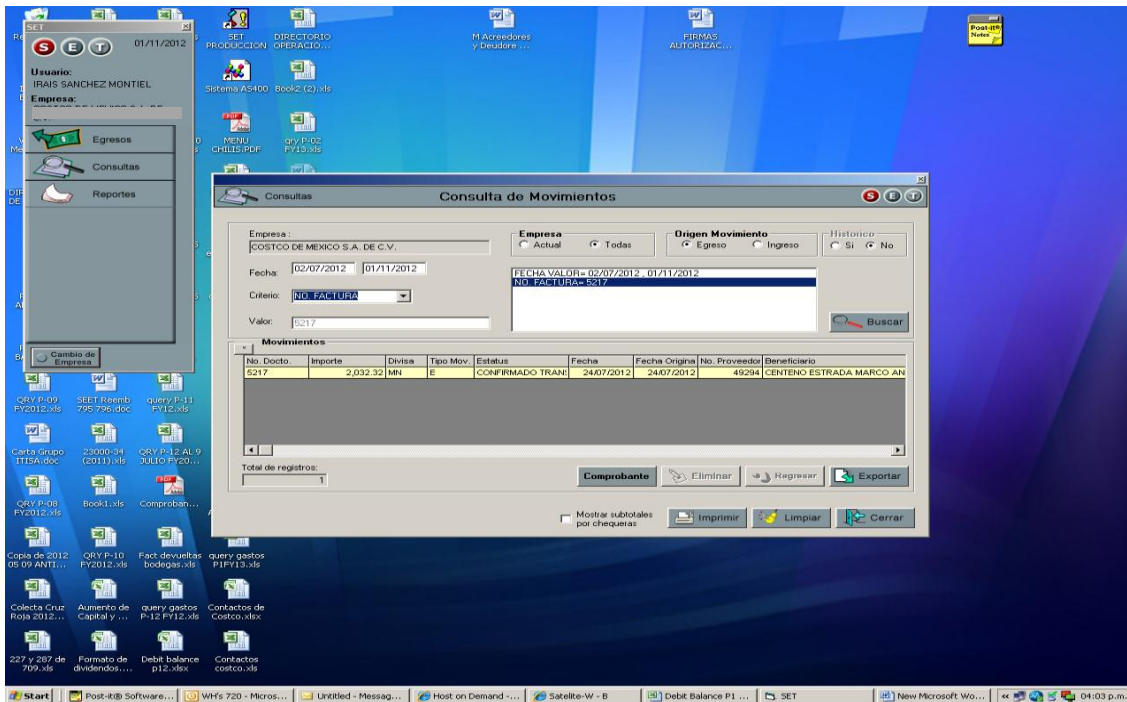 SET
S E T
01/11/2012
Usuario:
IRAIS SANCHEZ MONTIEL
Empresa:
Egresos
Consultas
Reportes
Cambio de
Empresa
SET
PRODUCCION
DIRECTORIO
OPERACIO...
M Acreedores
y Deudore ...
FIRMAS
AUTORIZAC...
Post-it®
Notes
Sistema AS400
Book2 (2).xls
MENU
CHILIS.PDF
qry P-02
FY13.xls
Consultas
Consulta de Movimientos
S E T
Empresa :
COSTCO DE MEXICO S.A. DE C.V.
Empresa
Actual
Todas
Origen Movimiento
Egreso
Ingreso
Historico
Si
No
Fecha:
02/07/2012
01/11/2012
Criterio:
NO. FACTURA
Valor:
5217
FECHA VALOR= 02/07/2012 , 01/11/2012
NO. FACTURA= 5217
Buscar
Movimientos
No. Docto. Importe Divisa Tipo Mov. Estatus Fecha Fecha Origina No. Proveedor Beneficiario
5217 2,032.32 MN E CONFIRMADO TRAN 24/07/2012 24/07/2012 49294 CENTENO ESTRADA MARCO AN
Total de registros:
1
Comprobante
Eliminar
Regresar
Exportar
Mostrar subtotales
por chequeras
Imprimir
Limpiar
Cerrar
QRY P-09
FY2012.xls
SEET Reemb
795 796.doc
query P-11
FY12.xls
Carta Grupo
ITISA.doc
23000-34
(2011).xls
QRY P-12 AL 9
JULIO FY20...
QRY P-08
FY2012.xls
Book1.xls
Comproban...
Copia de 2012
05 09 ANTI...
QRY P-10
FY2012.xls
Fact devueltas
bodegas.xls
query gastos
P1FY13.xls
Colecta Cruz
Roja 2012...
Aumento de
Capital y ...
query gastos
P-12 FY12.xls
Contactos de
Costco.xlsx
227 y 287 de
709.xls
Formato de
dividendos....
Debit balance
p12.xlsx
Contactos
costco.xls
Start
Post-it® Software...
WH's 720 - Micros...
Untitled - Messag...
Host on Demand - ...
Satelite-W - B
Debit Balance P1 ...
SET
New Microsoft Wo...
04:03 p.m.